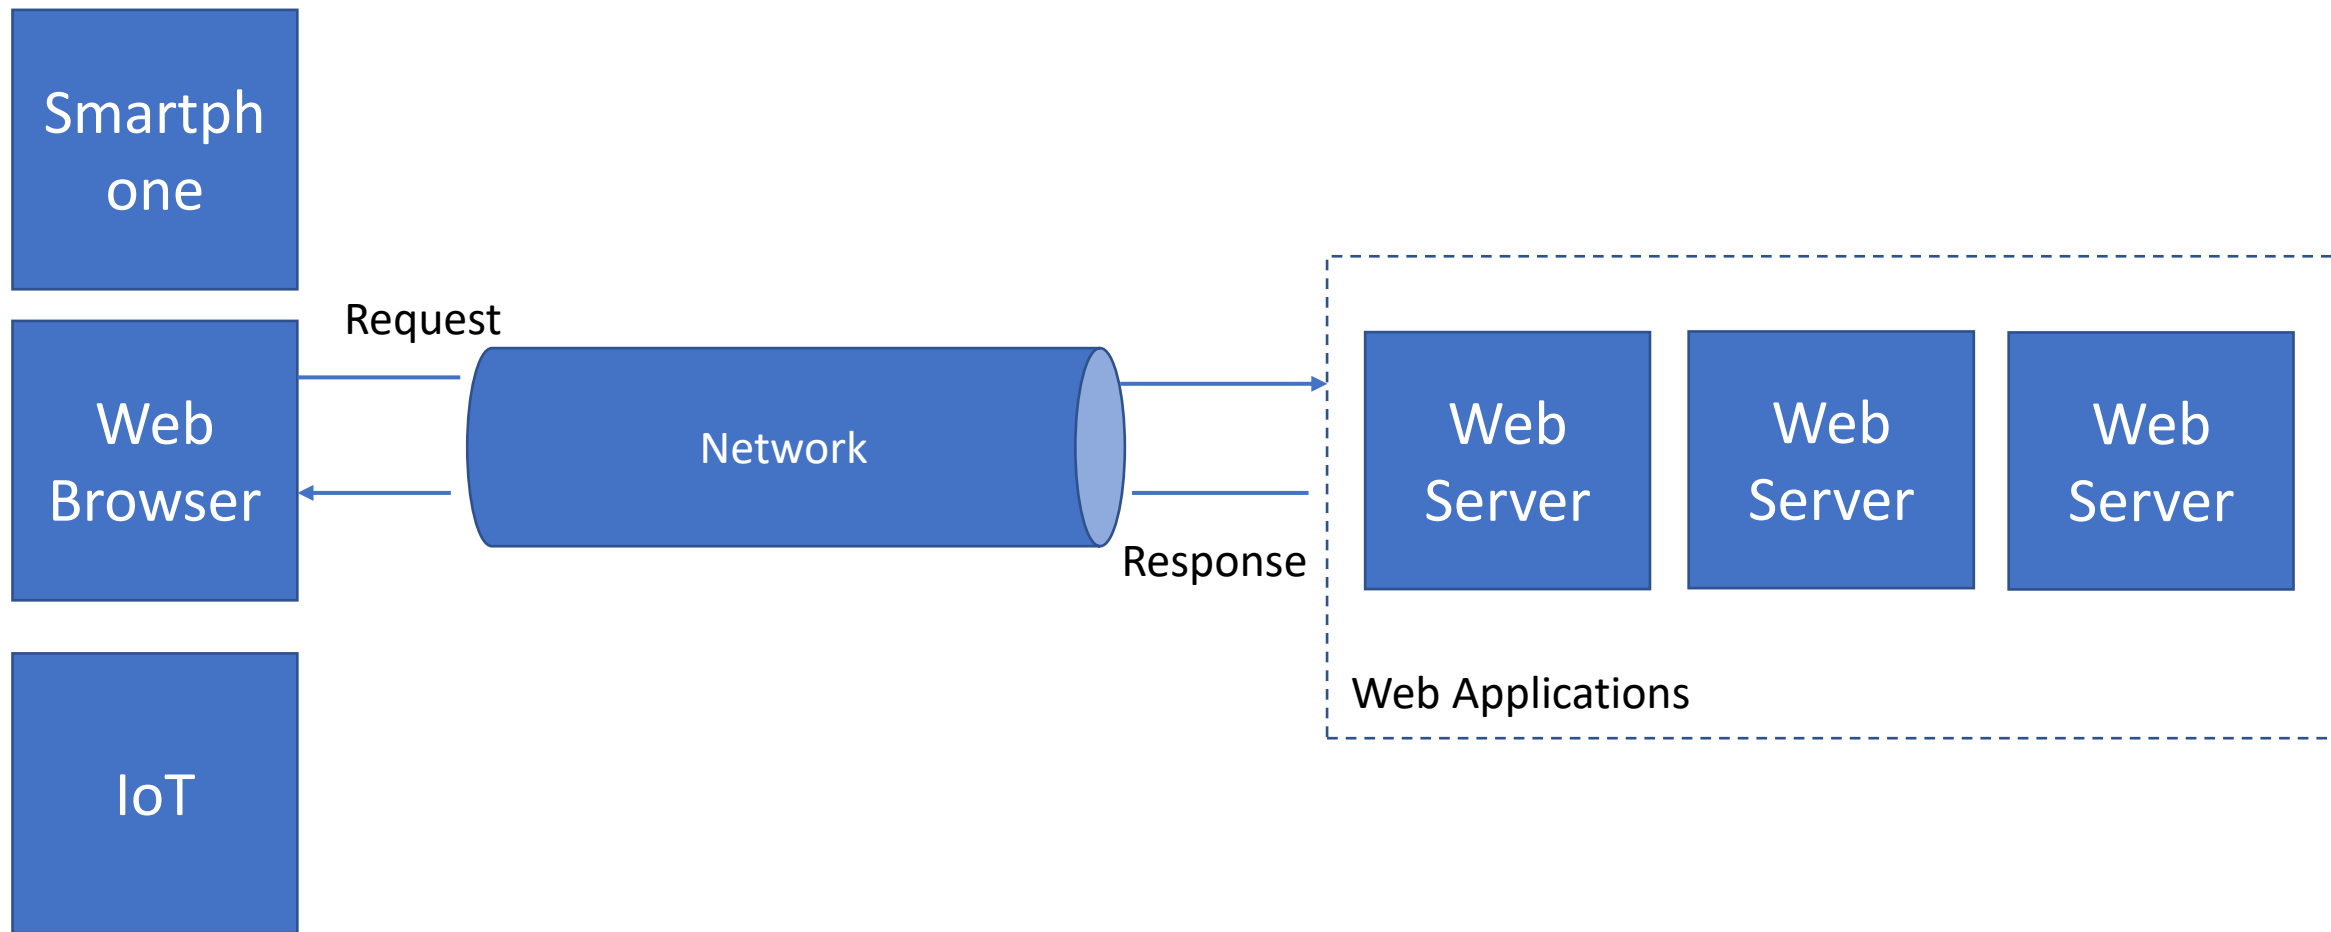 Smartph
one
Request
Web
Browser
Network
Response
Web
Server
Web
Server
Web
Server
Web Applications
IoT